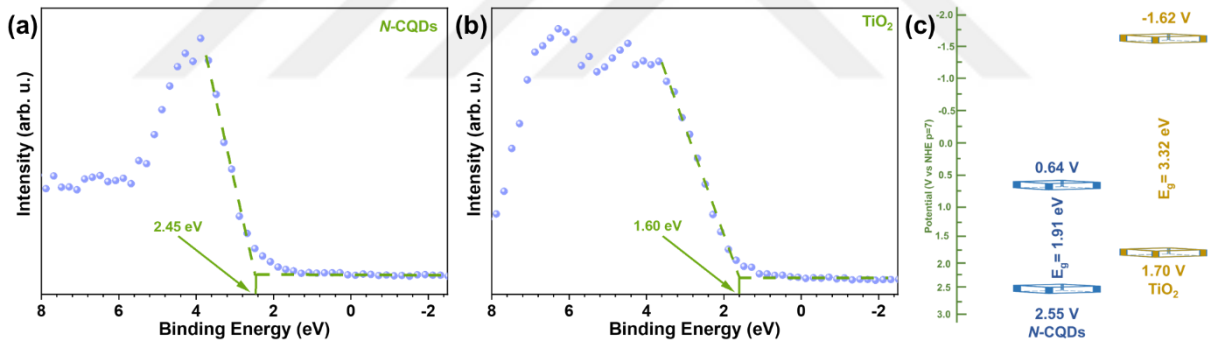 (a)
N-CQDs
Intensity (arb. u.)
2.45 eV
8 6 4 2 0 -2
Binding Energy (eV)
(b)
TiO2
Intensity (arb. u.)
1.60 eV
8 6 4 2 0 -2
Binding Energy (eV)
(c)
Potential (V vs NHE p=7)
-2.0
-1.5
-1.0
-0.5
0.0
0.5
1.0
1.5
2.0
2.5
3.0
-1.62 V
Eg= 3.32 eV
1.70 V
TiO2
0.64 V
Eg= 1.91 eV
2.55 V
N-CQDs